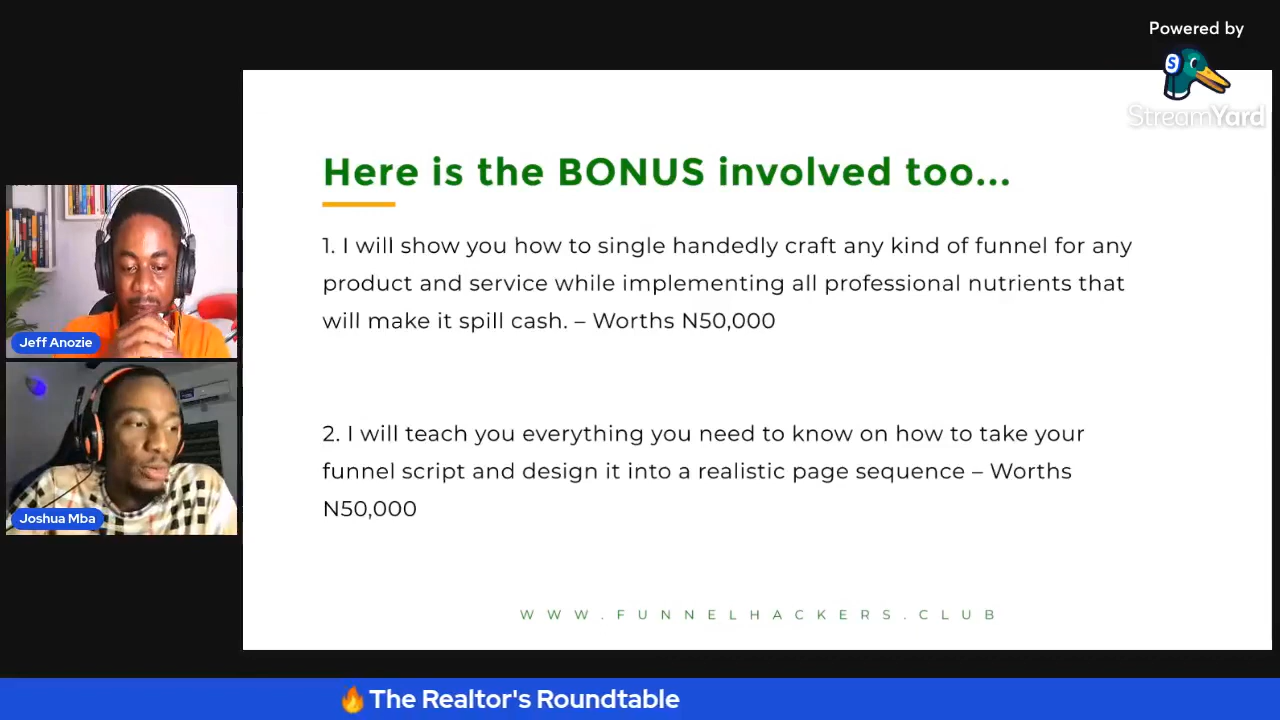 Powered by
S
StreamYard
Here is the BONUS involved too...
1. I will show you how to single handedly craft any kind of funnel for any
product and service while implementing all professional nutrients that
will make it spill cash. – Worths N50,000
Jeff Anozie
2. I will teach you everything you need to know on how to take your
funnel script and design it into a realistic page sequence – Worths
N50,000
Joshua Mba
WWW.FUNNELHACKERS.CLUB
🔥The Realtor's Roundtable